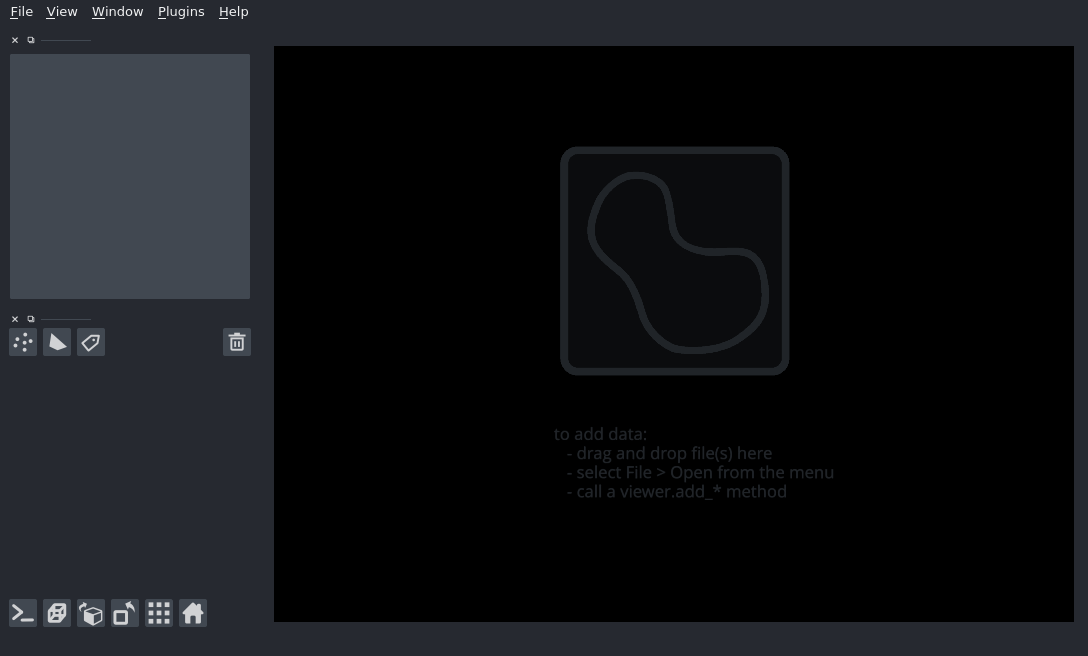 File View Window Plugins Help
to add data:
- drag and drop file(s) here
- select File > Open from the menu
- call a viewer.add_* method